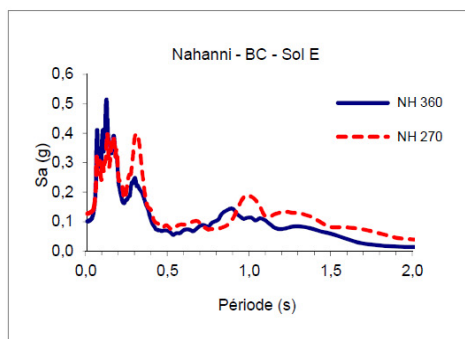 Nahanni - BC - Sol E
0,6
0,5
0,4
0,3
0,2
0,1
0,0
Sa (g)
NH 360
NH 270
0,0 0,5 1,0 1,5 2,0
Période (s)